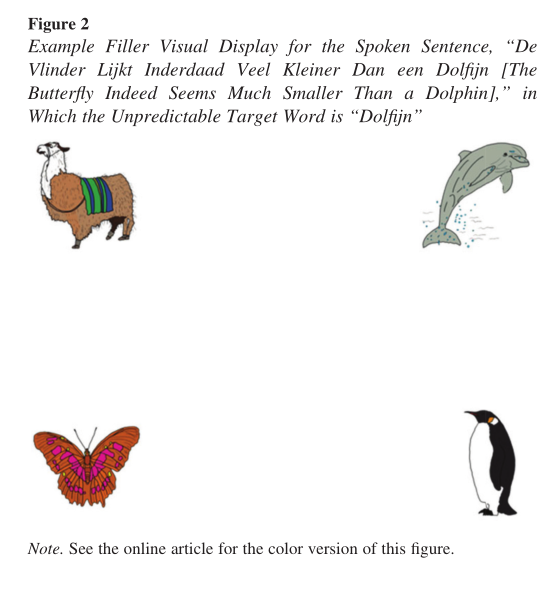 Figure 2
Example Filler Visual Display for the Spoken Sentence, “De
Vlinder Lijkt Inderdaad Veel Kleiner Dan een Dolfijn [The
Butterfly Indeed Seems Much Smaller Than a Dolphin],” in
Which the Unpredictable Target Word is “Dolfijn”
Note. See the online article for the color version of this figure.